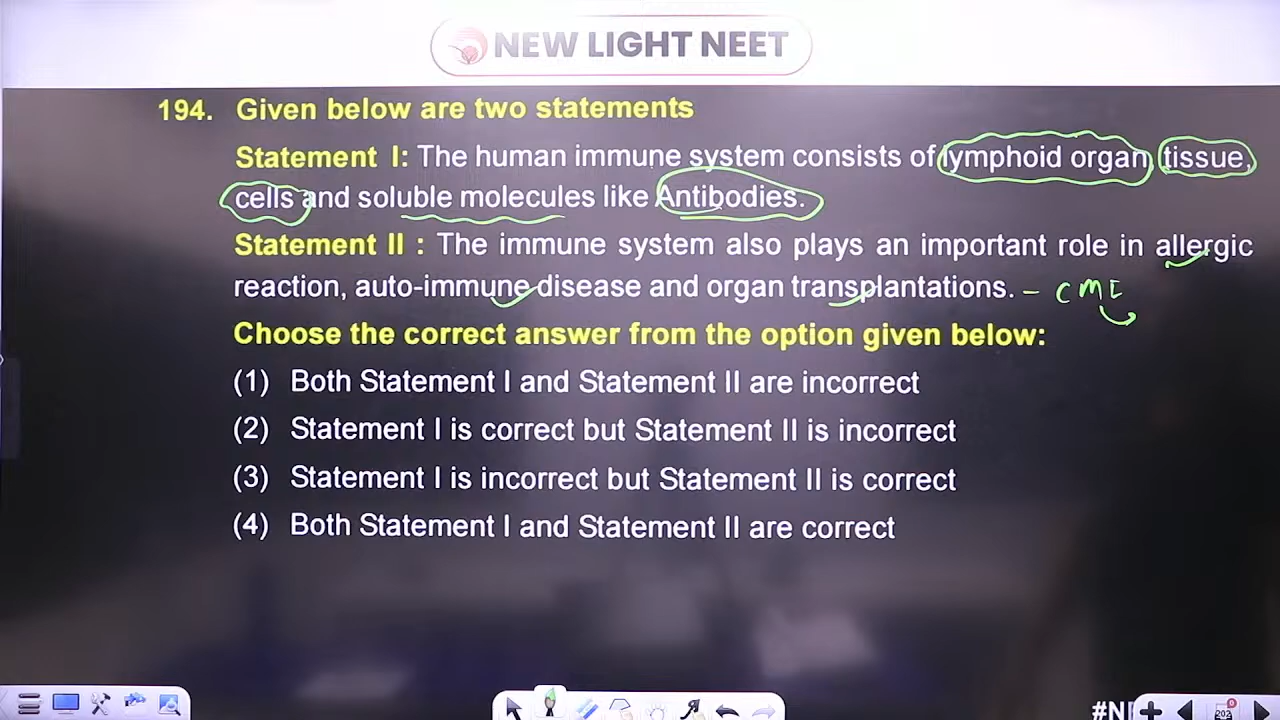 NEW LIGHT NEET
194. Given below are two statements
Statement I: The human immune system consists of lymphoid organ, tissue,
cells and soluble molecules like Antibodies.
Statement II : The immune system also plays an important role in allergic
reaction, auto-immune disease and organ transplantations. - CMI
Choose the correct answer from the option given below:
(1) Both Statement I and Statement II are incorrect
(2) Statement I is correct but Statement II is incorrect
(3) Statement I is incorrect but Statement II is correct
(4) Both Statement I and Statement II are correct
202